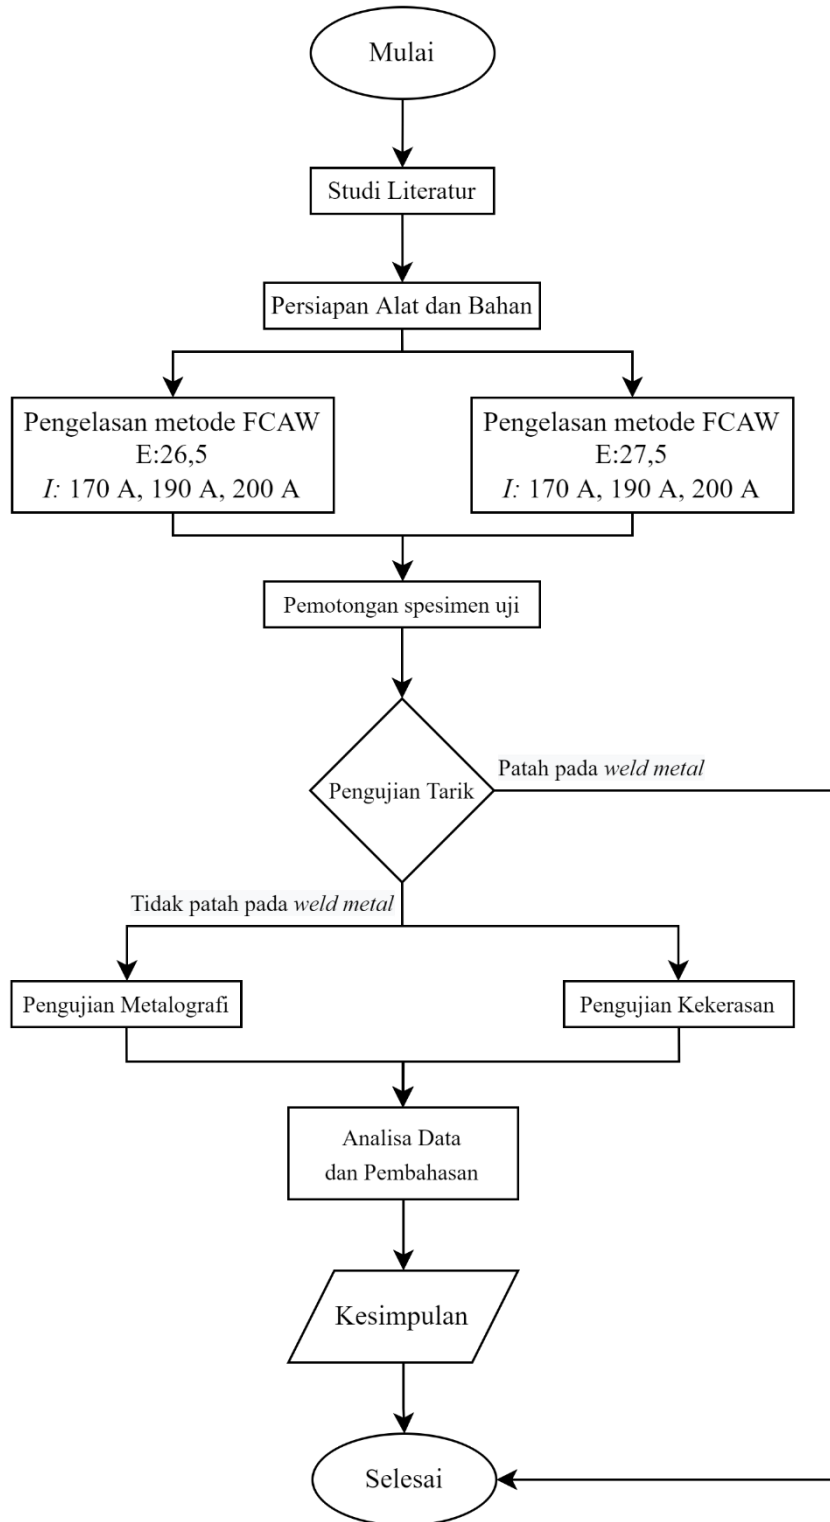 Mulai
Studi Literatur
Persiapan Alat dan Bahan
Pengelasan metode FCAW
E:26,5
I: 170 A, 190 A, 200 A
Pengelasan metode FCAW
E:27,5
I: 170 A, 190 A, 200 A
Pemotongan spesimen uji
Pengujian Tarik
Patah pada weld metal
Tidak patah pada weld metal
Pengujian Metalografi
Pengujian Kekerasan
Analisa Data
dan Pembahasan
Kesimpulan
Selesai